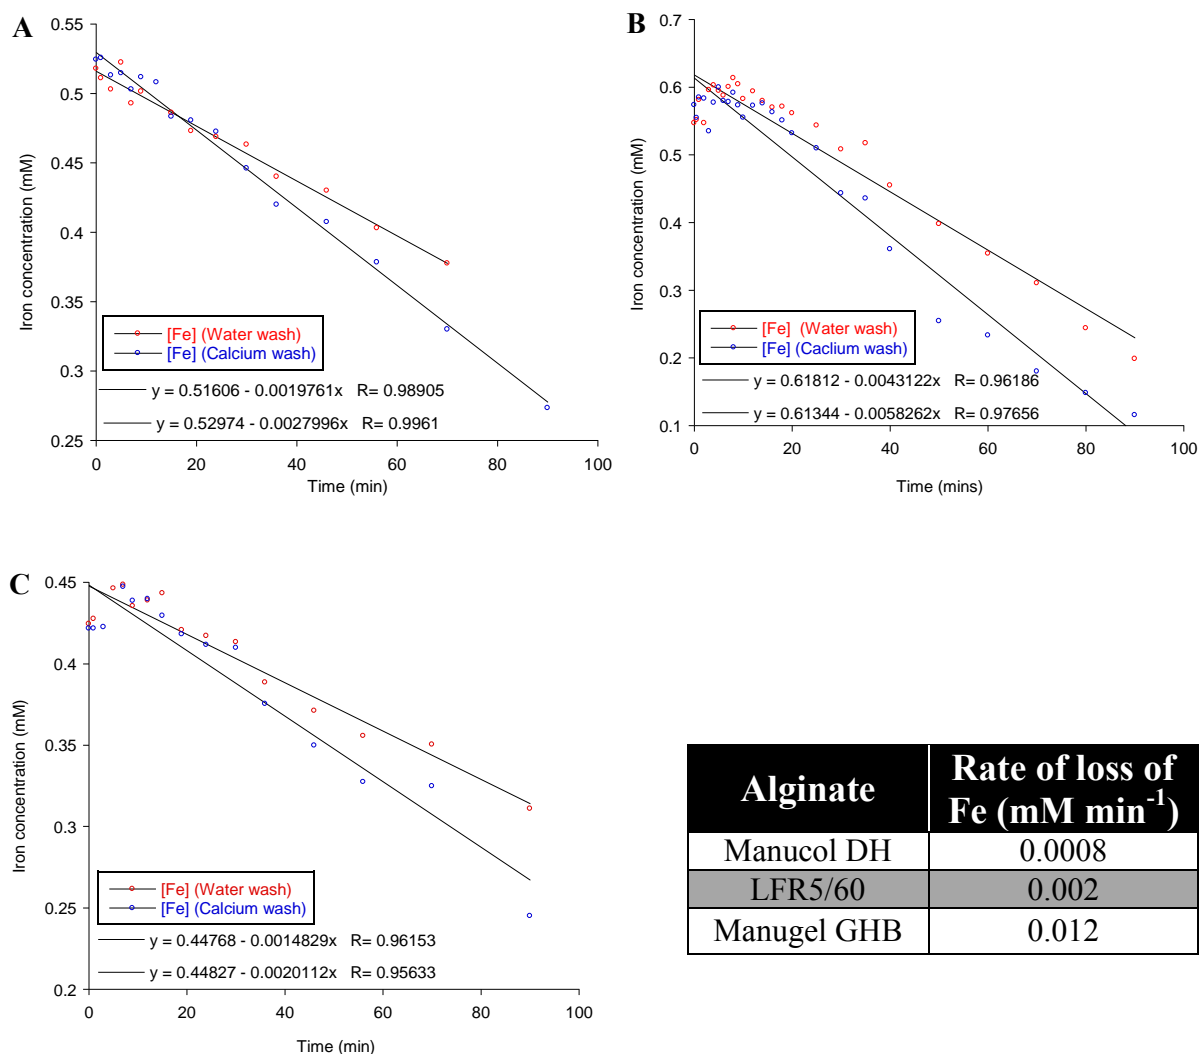 A
0.55
0.5
0.45
0.4
0.35
0.3
0.25
Iron concentration (mM)
[Fe] (Water wash)
[Fe] (Calcium wash)
y = 0.51606 - 0.0019761x R= 0.98905
y = 0.52974 - 0.0027996x R= 0.9961
0 20 40 60 80 100
Time (min)
B
0.7
0.6
0.5
0.4
0.3
0.2
0.1
Iron concentration (mM)
[Fe] (Water wash)
[Fe] (Caclium wash)
y = 0.61812 - 0.0043122x R= 0.96186
y = 0.61344 - 0.0058262x R= 0.97656
0 20 40 60 80 100
Time (mins)
C
0.45
0.4
0.35
0.3
0.25
0.2
Iron concentration (mM)
[Fe] (Water wash)
[Fe] (Calcium wash)
y = 0.44768 - 0.0014829x R= 0.96153
y = 0.44827 - 0.0020112x R= 0.95633
0 20 40 60 80 100
Time (min)
Alginate
Rate of loss of
Fe (mM min⁻¹)
Manucol DH 0.0008
LFR5/60 0.002
Manugel GHB 0.012